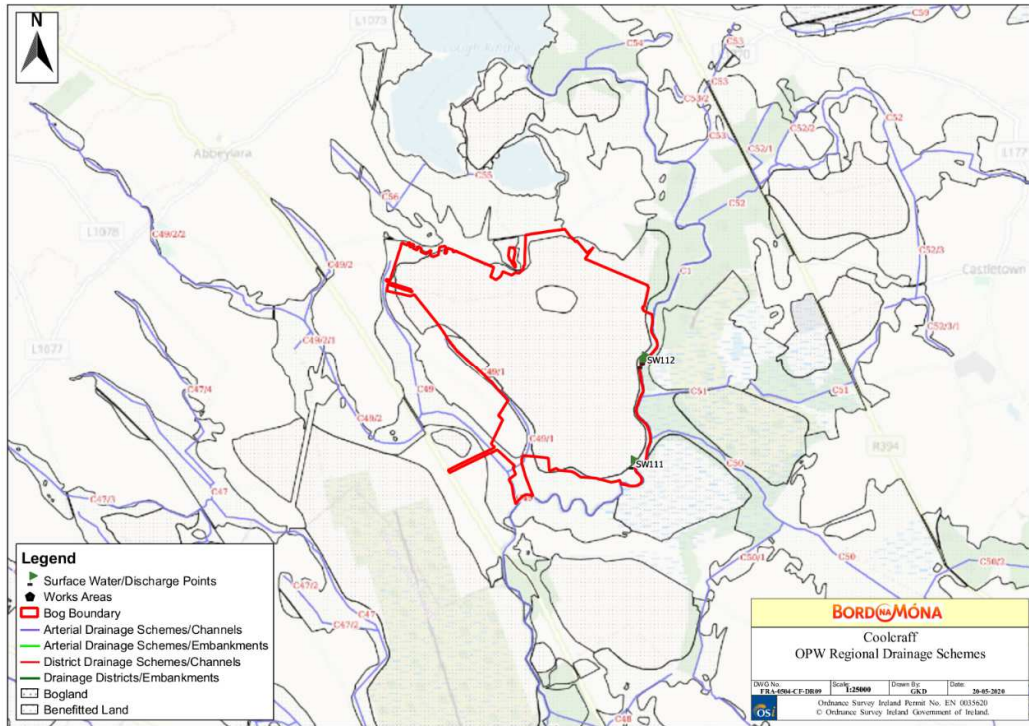 N
L1073
C59
C54
C53
C53/2
C53
C52
C52/2
C52/1
L177
Abbeylara
C55
C56
C52
L1078
C49/2/2
C49/2
C1
C52/3
Castletown
C52/3/1
L1077
C49/2/1
SW112
C47/4
C49
C49/1
C51
C51
C49/2
C49/1
R394
SW111
C50
C47/3
C47
C50/1
C50
C50/2
C47/2
C47
C47/2
C48
Legend
Surface Water/Discharge Points
Works Areas
Bog Boundary
Arterial Drainage Schemes/Channels
Arterial Drainage Schemes/Embankments
District Drainage Schemes/Channels
Drainage Districts/Embankments
Bogland
Benefitted Land
BORD NA MÓNA
Coolcraff
OPW Regional Drainage Schemes
DWG No. Scale: Drawn By: Date:
FRA-0504-CF-DR09 1:25000 GKD 20-05-2020
OSi
Ordnance Survey Ireland Permit No. EN 0035620
© Ordnance Survey Ireland Government of Ireland.